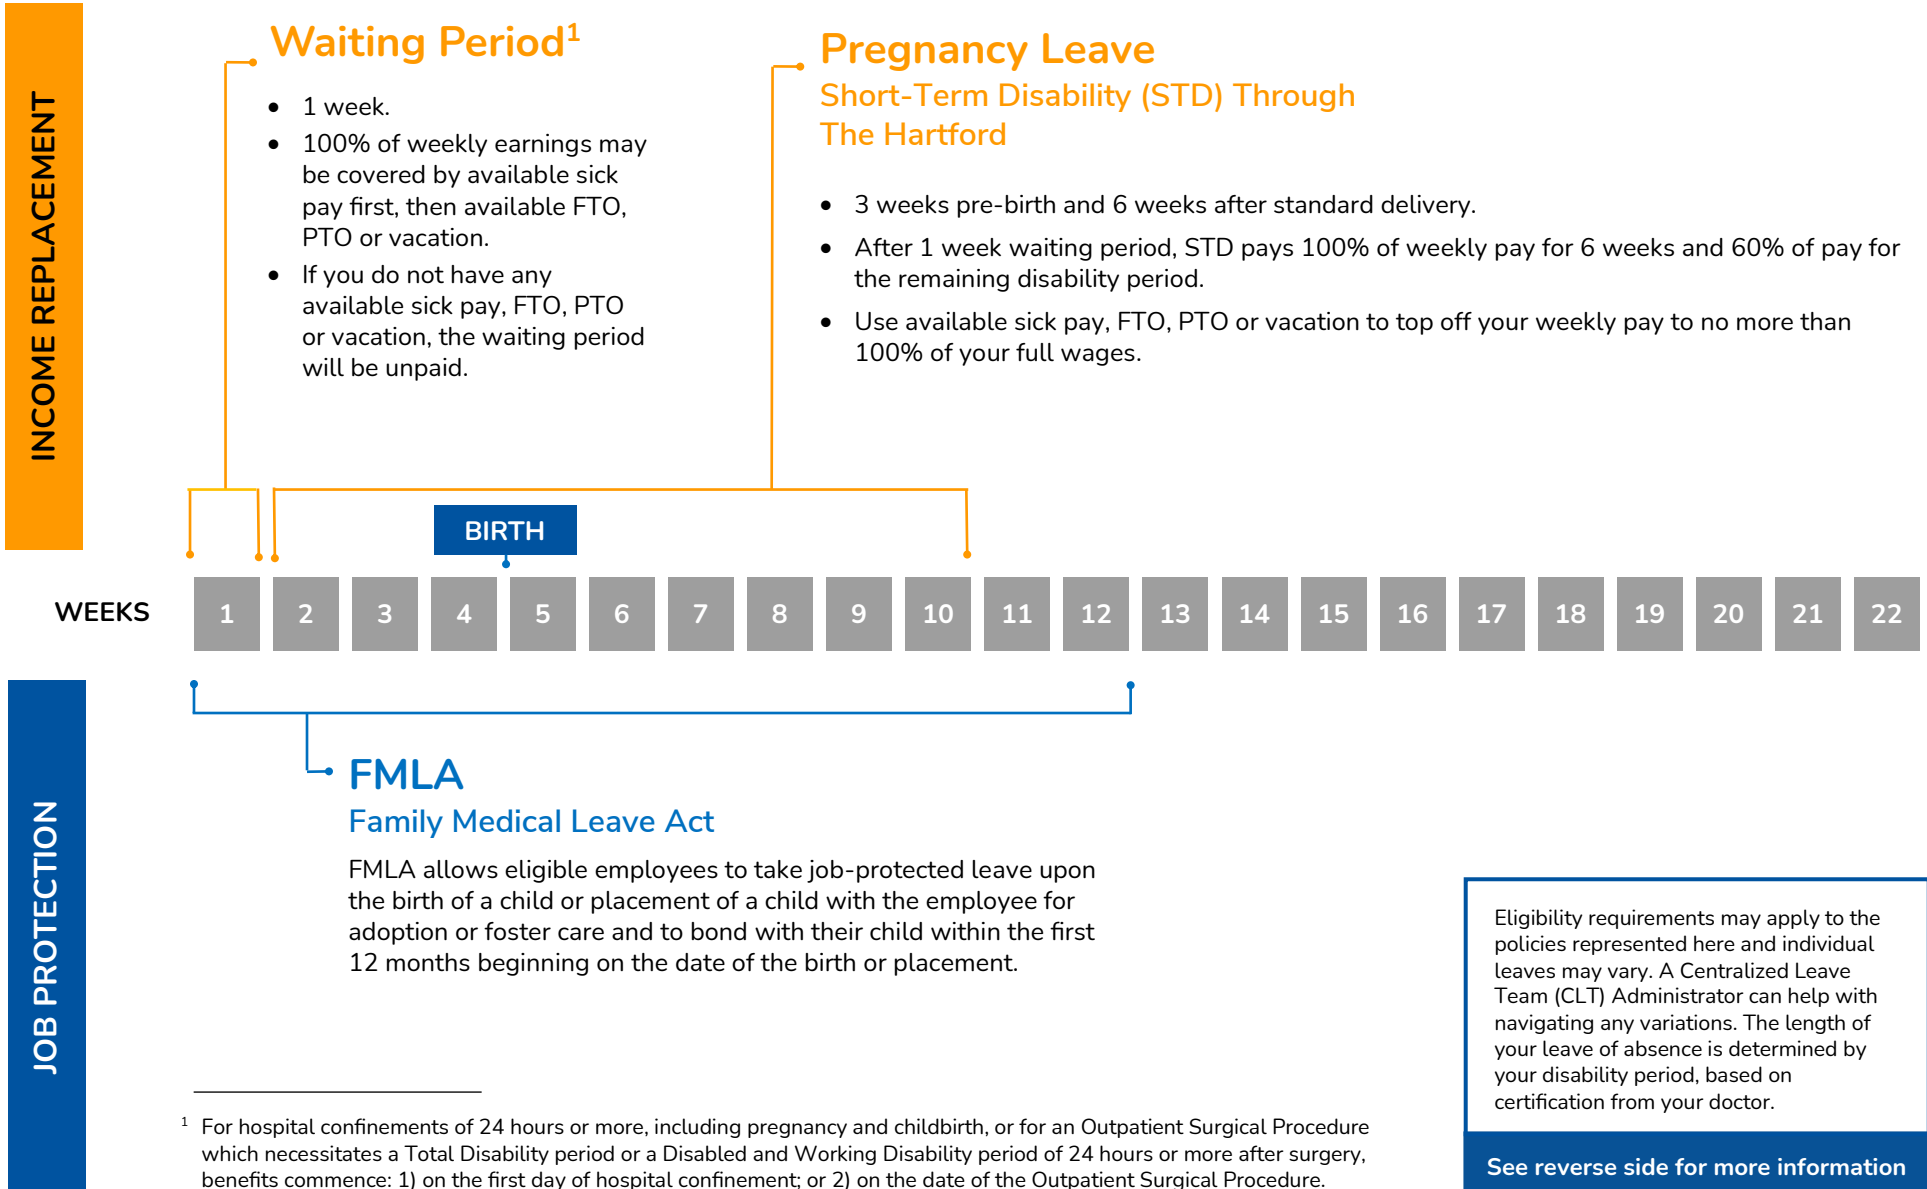 INCOME REPLACEMENT
Waiting Period¹
• 1 week.
• 100% of weekly earnings may
be covered by available sick
pay first, then available FTO,
PTO or vacation.
• If you do not have any
available sick pay, FTO, PTO
or vacation, the waiting period
will be unpaid.
Pregnancy Leave
Short-Term Disability (STD) Through
The Hartford
• 3 weeks pre-birth and 6 weeks after standard delivery.
• After 1 week waiting period, STD pays 100% of weekly pay for 6 weeks and 60% of pay for
the remaining disability period.
• Use available sick pay, FTO, PTO or vacation to top off your weekly pay to no more than
100% of your full wages.
BIRTH
WEEKS 1 2 3 4 5 6 7 8 9 10 11 12 13 14 15 16 17 18 19 20 21 22
JOB PROTECTION
FMLA
Family Medical Leave Act
FMLA allows eligible employees to take job-protected leave upon
the birth of a child or placement of a child with the employee for
adoption or foster care and to bond with their child within the first
12 months beginning on the date of the birth or placement.
Eligibility requirements may apply to the
policies represented here and individual
leaves may vary. A Centralized Leave
Team (CLT) Administrator can help with
navigating any variations. The length of
your leave of absence is determined by
your disability period, based on
certification from your doctor.
See reverse side for more information
¹ For hospital confinements of 24 hours or more, including pregnancy and childbirth, or for an Outpatient Surgical Procedure
which necessitates a Total Disability period or a Disabled and Working Disability period of 24 hours or more after surgery,
benefits commence: 1) on the first day of hospital confinement; or 2) on the date of the Outpatient Surgical Procedure.